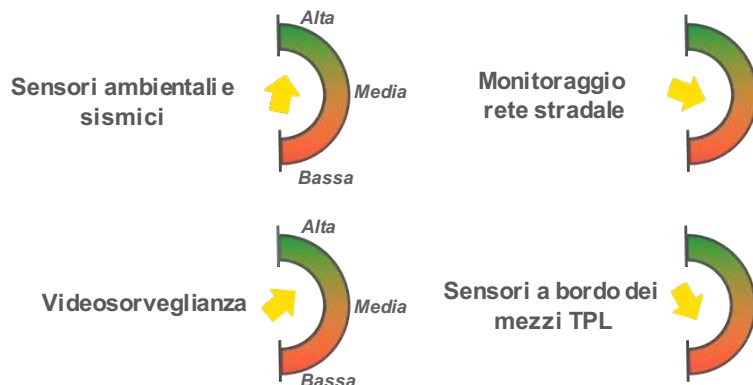 Alta
Sensori ambientali e
sismici
Media
Bassa
Monitoraggio
rete stradale
Alta
Videosorveglianza
Media
Bassa
Sensori a bordo dei
mezzi TPL